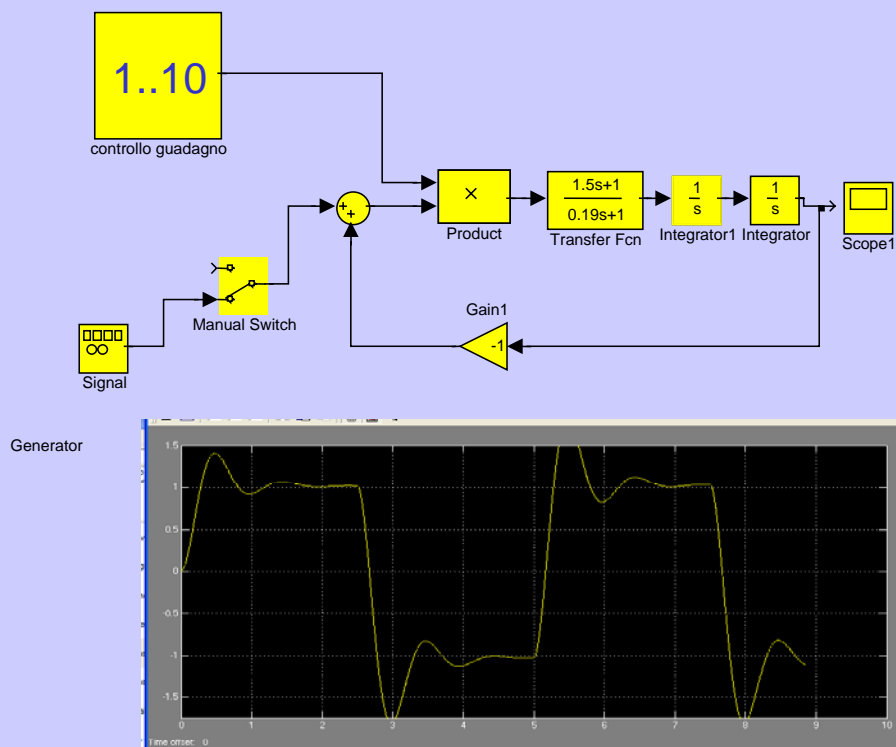 1..10
controllo guadagno
×
Product
1.5s+1
0.19s+1
Transfer Fcn
1
s
Integrator1
1
s
Integrator
Scope1
+
+
Manual Switch
Gain1
-1
Signal
Generator
1.5
1
0.5
0
-0.5
-1
-1.5
0 1 2 3 4 5 6 7 8 9 10
Time offset: 0